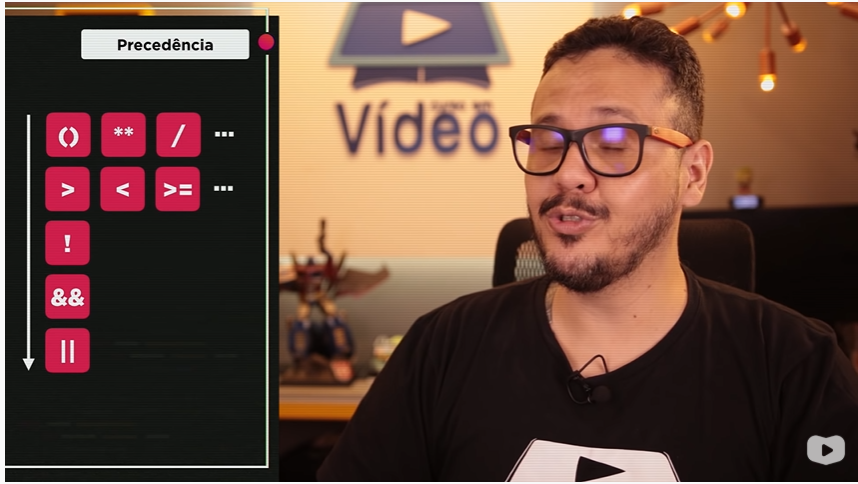 Precedência
() ** / ...
> < >= ...
!
&&
||
Vídeo